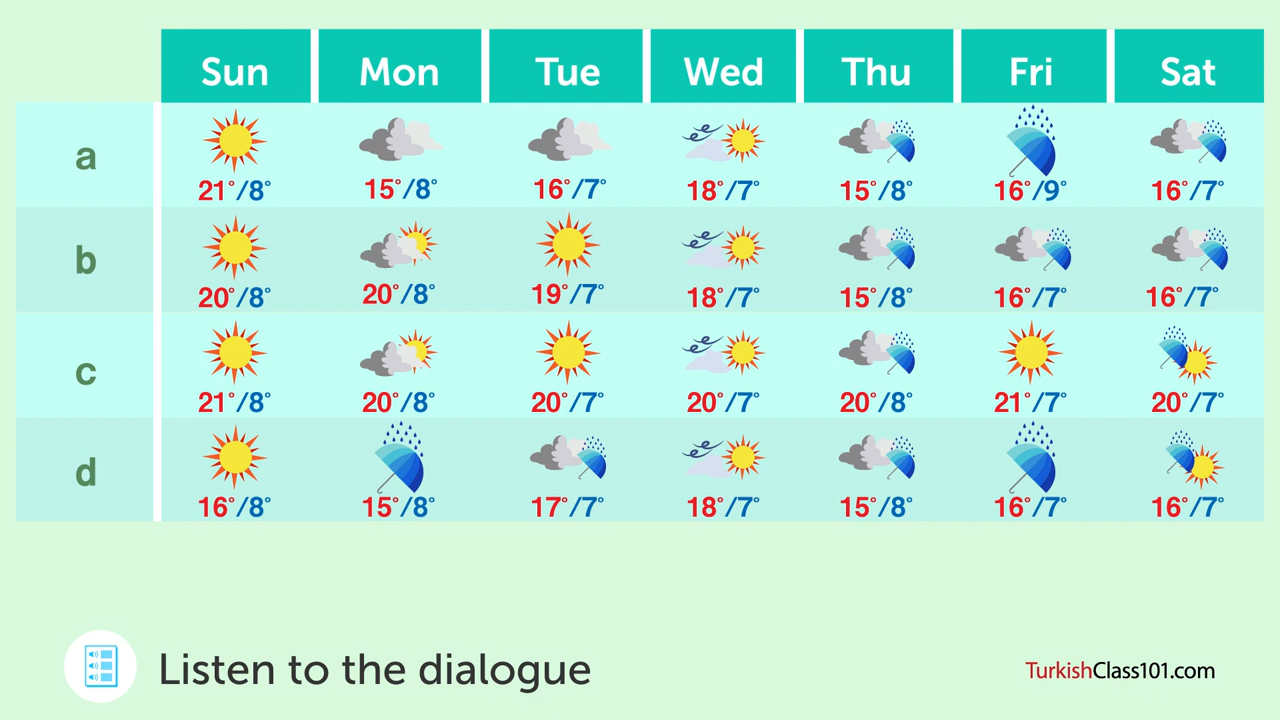 Sun Mon Tue Wed Thu Fri Sat
a
21°/8° 15°/8° 16°/7° 18°/7° 15°/8° 16°/9° 16°/7°
b
20°/8° 20°/8° 19°/7° 18°/7° 15°/8° 16°/7° 16°/7°
c
21°/8° 20°/8° 20°/7° 20°/7° 20°/8° 21°/7° 20°/7°
d
16°/8° 15°/8° 17°/7° 18°/7° 15°/8° 16°/7° 16°/7°
Listen to the dialogue
TurkishClass101.com